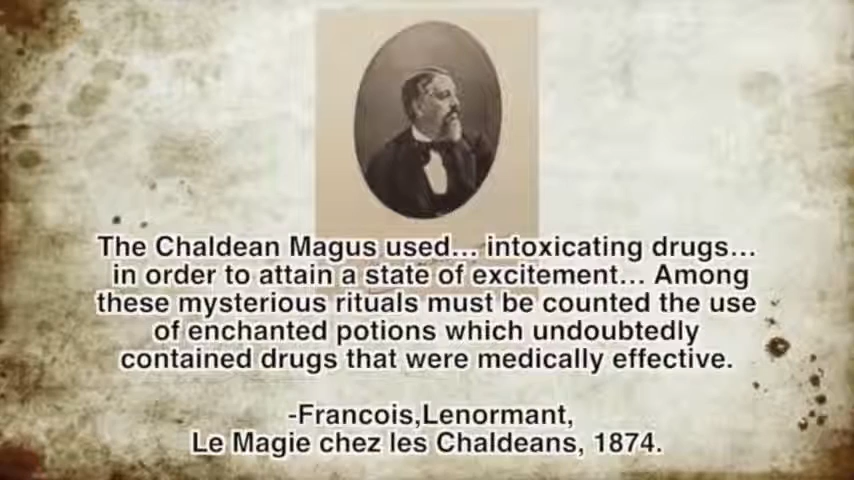 The Chaldean Magus used... intoxicating drugs...
in order to attain a state of excitement... Among
these mysterious rituals must be counted the use
of enchanted potions which undoubtedly
contained drugs that were medically effective.
-Francois,Lenormant,
Le Magie chez les Chaldeans, 1874.